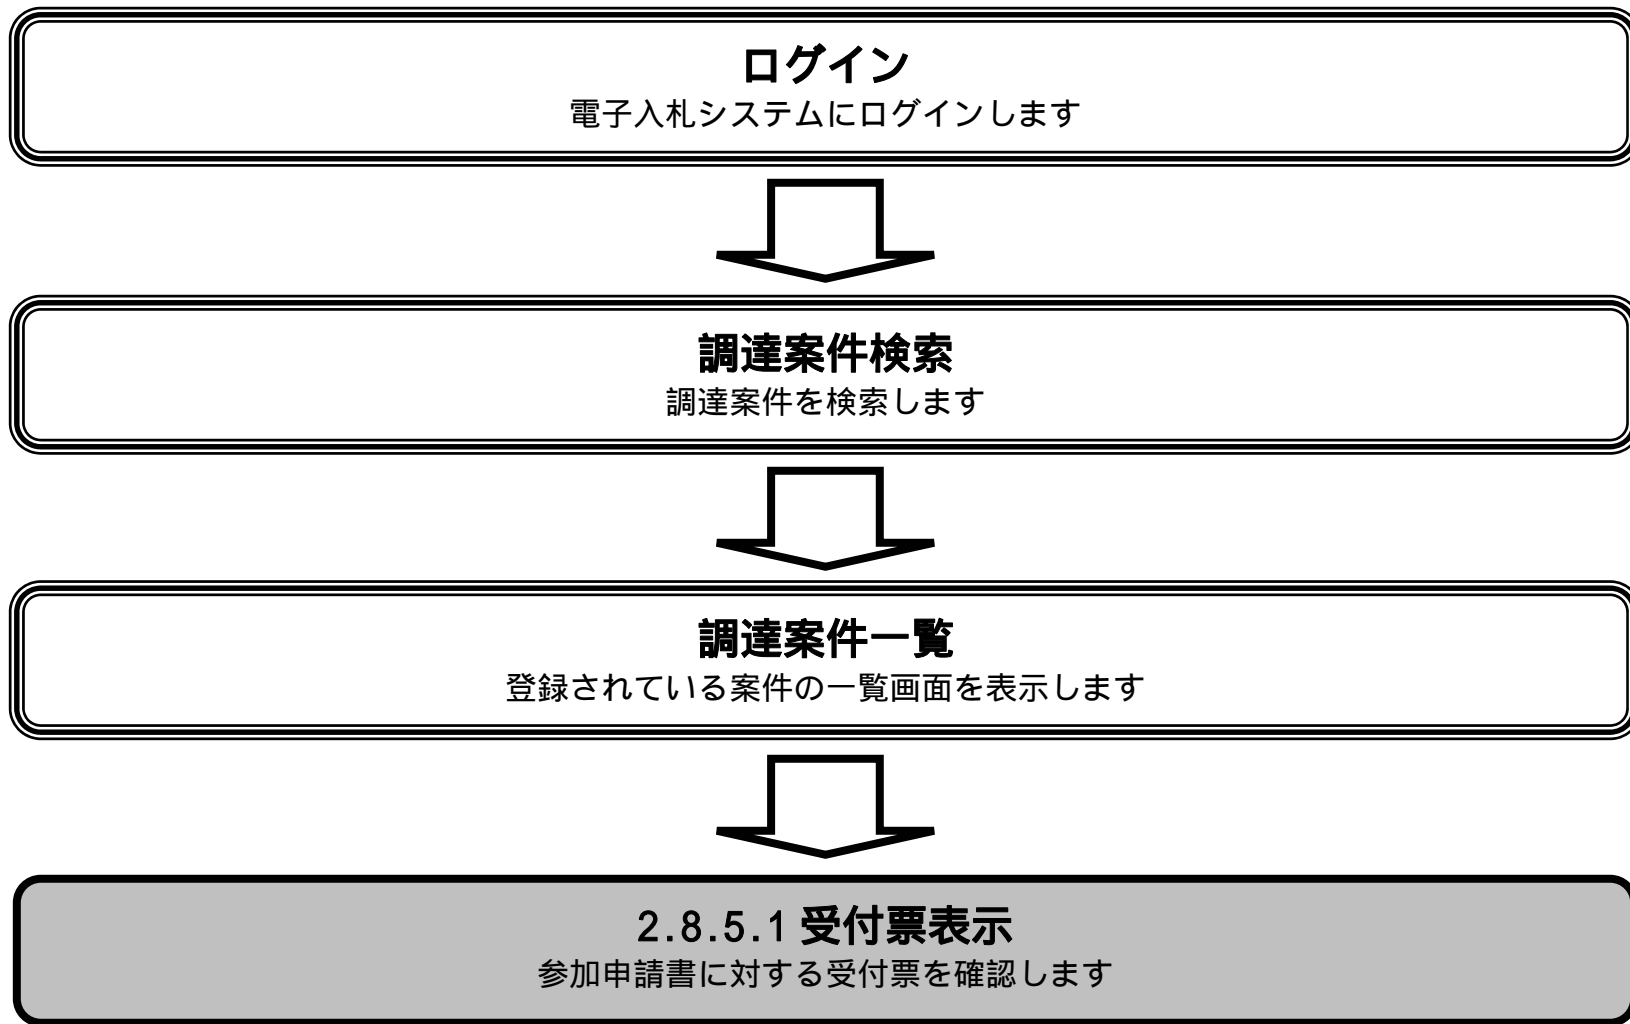 ログイン
電子入札システムにログインします
調達案件検索
調達案件を検索します
調達案件一覧
登録されている案件の一覧画面を表示します
2.8.5.1 受付票表示
参加申請書に対する受付票を確認します